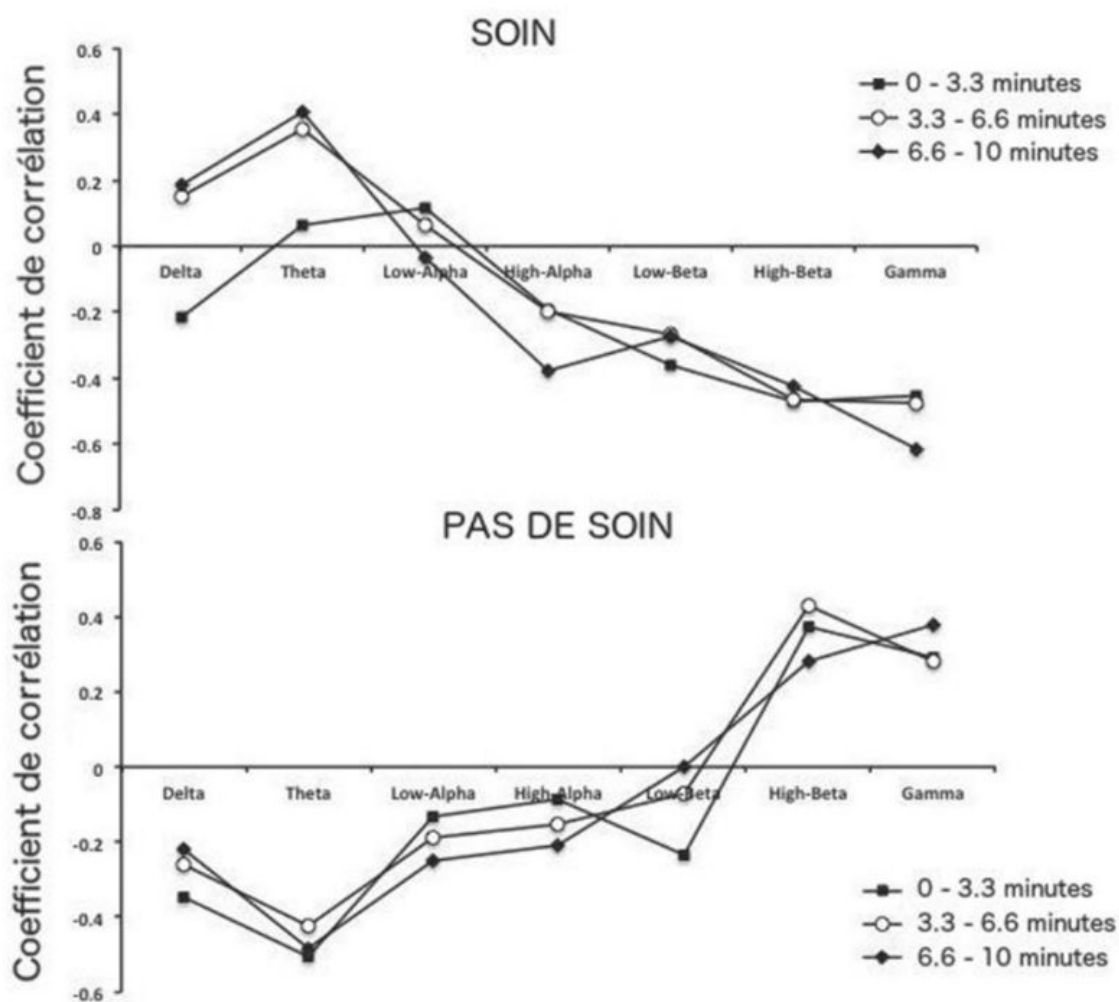 SOIN
Coefficient de corrélation
0.6
0.4
0.2
0
-0.2
-0.4
-0.6
-0.8
Delta Theta Low-Alpha High-Alpha Low-Beta High-Beta Gamma
0 - 3.3 minutes
3.3 - 6.6 minutes
6.6 - 10 minutes
PAS DE SOIN
Coefficient de corrélation
0.6
0.4
0.2
0
-0.2
-0.4
-0.6
Delta Theta Low-Alpha High-Alpha Low-Beta High-Beta Gamma
0 - 3.3 minutes
3.3 - 6.6 minutes
6.6 - 10 minutes